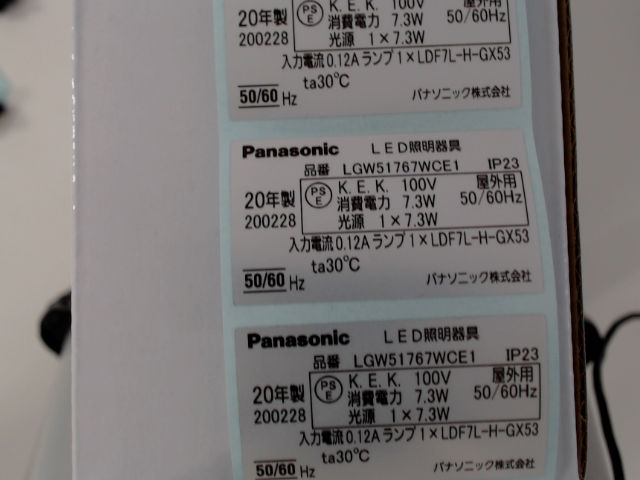 20年製 PSE K. E. K. 100V 屋外用
消費電力 7.3W 50/60Hz
200228 光源 1×7.3W
入力電流0.12A ランプ1×LDF7L-H-GX53
ta30℃
50/60 Hz パナソニック株式会社
Panasonic LED照明器具
品番 LGW51767WCE1 IP23
20年製 PSE K. E. K. 100V 屋外用
消費電力 7.3W 50/60Hz
200228 光源 1×7.3W
入力電流0.12A ランプ1×LDF7L-H-GX53
ta30℃
50/60 Hz パナソニック株式会社
Panasonic LED照明器具
品番 LGW51767WCE1 IP23
20年製 PSE K. E. K. 100V 屋外用
消費電力 7.3W 50/60Hz
200228 光源 1×7.3W
入力電流0.12A ランプ1×LDF7L-H-GX53
ta30℃
50/60 Hz パナソニック株式会社